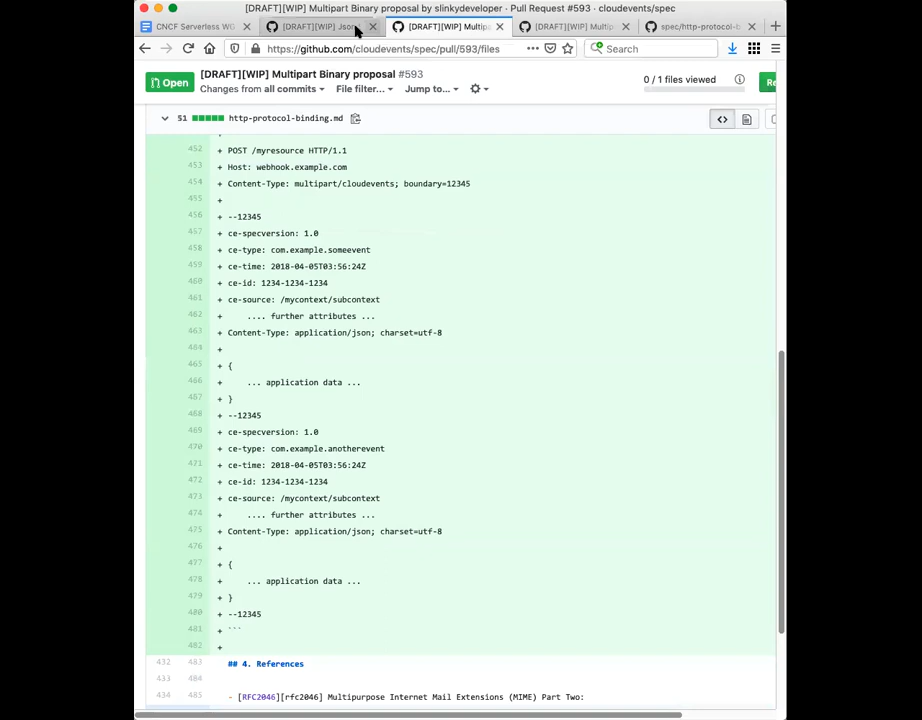 [DRAFT][WIP] Multipart Binary proposal by slinkydeveloper · Pull Request #593 · cloudevents/spec
CNCF Serverless WG
[DRAFT][WIP] Json
[DRAFT][WIP] Multip
[DRAFT][WIP] Multip
spec/http-protocol-b
https://github.com/cloudevents/spec/pull/593/files
Search
Open
[DRAFT][WIP] Multipart Binary proposal #593
Changes from all commits
File filter...
Jump to...
0 / 1 files viewed
Re
51 http-protocol-binding.md
452 + POST /myresource HTTP/1.1
453 + Host: webhook.example.com
454 + Content-Type: multipart/cloudevents; boundary=12345
455 +
456 + --12345
457 + ce-specversion: 1.0
458 + ce-type: com.example.someevent
459 + ce-time: 2018-04-05T03:56:24Z
460 + ce-id: 1234-1234-1234
461 + ce-source: /mycontext/subcontext
462 + .... further attributes ...
463 + Content-Type: application/json; charset=utf-8
464 +
465 + {
466 + ... application data ...
467 + }
468 + --12345
469 + ce-specversion: 1.0
470 + ce-type: com.example.anotherevent
471 + ce-time: 2018-04-05T03:56:24Z
472 + ce-id: 1234-1234-1234
473 + ce-source: /mycontext/subcontext
474 + .... further attributes ...
475 + Content-Type: application/json; charset=utf-8
476 +
477 + {
478 + ... application data ...
479 + }
480 + --12345
481 + ```
482 +
432 483 ## 4. References
433 484
434 485 - [RFC2046][rfc2046] Multipurpose Internet Mail Extensions (MIME) Part Two: